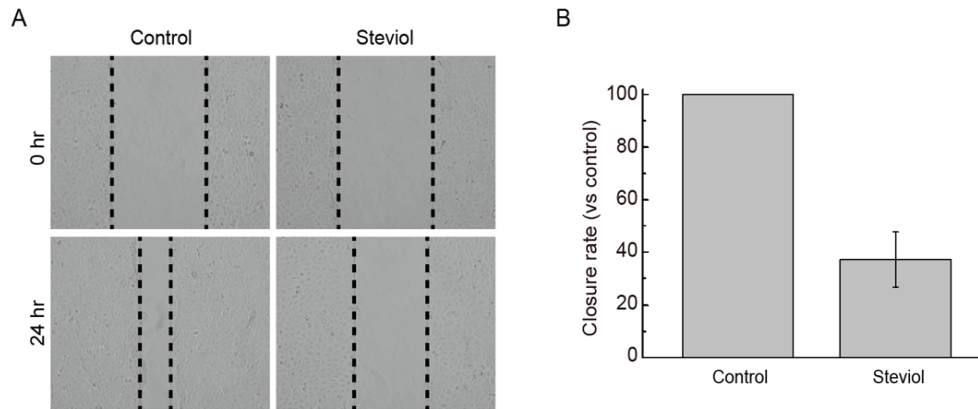 A
Control
Steviol
0 hr
24 hr
B
Closure rate (vs control)
100
80
60
40
20
0
Control
Steviol